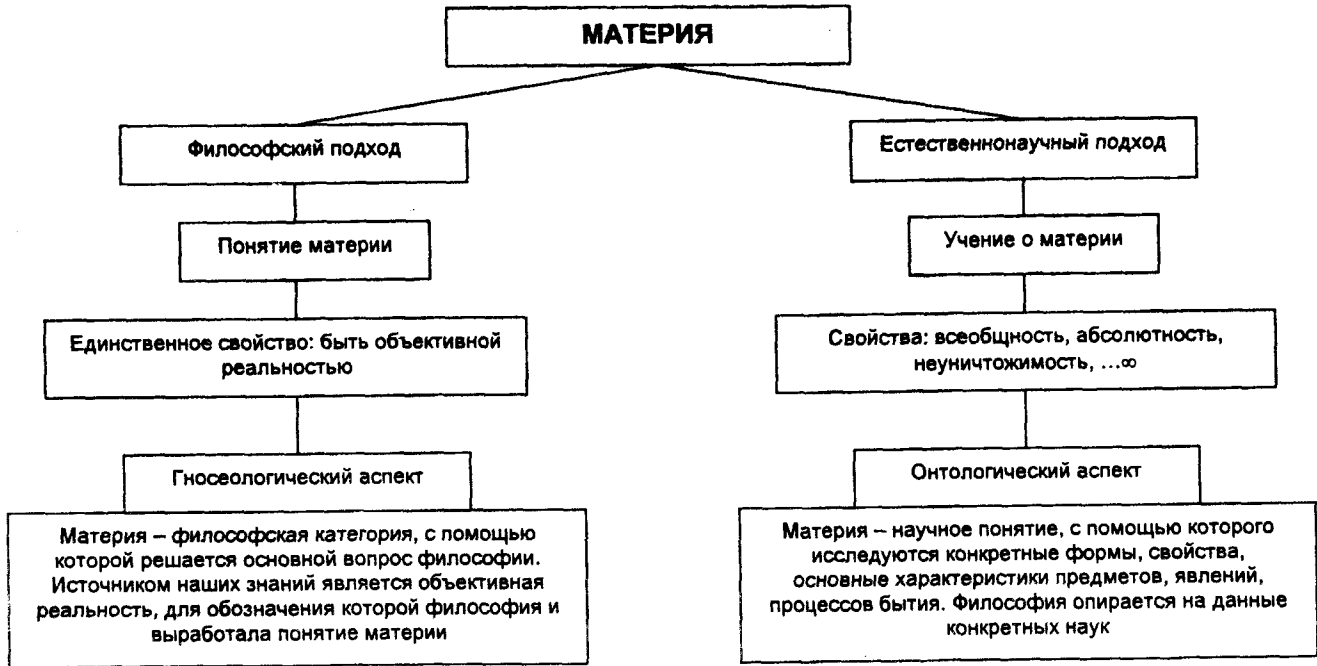 МАТЕРИЯ
Философский подход
Понятие материи
Единственное свойство: быть объективной
реальностью
Гносеологический аспект
Материя – философская категория, с помощью
которой решается основной вопрос философии.
Источником наших знаний является объективная
реальность, для обозначения которой философия и
выработала понятие материи
Естественнонаучный подход
Учение о материи
Свойства: всеобщность, абсолютность,
неуничтожимость, ...∞
Онтологический аспект
Материя – научное понятие, с помощью которого
исследуются конкретные формы, свойства,
основные характеристики предметов, явлений,
процессов бытия. Философия опирается на данные
конкретных наук